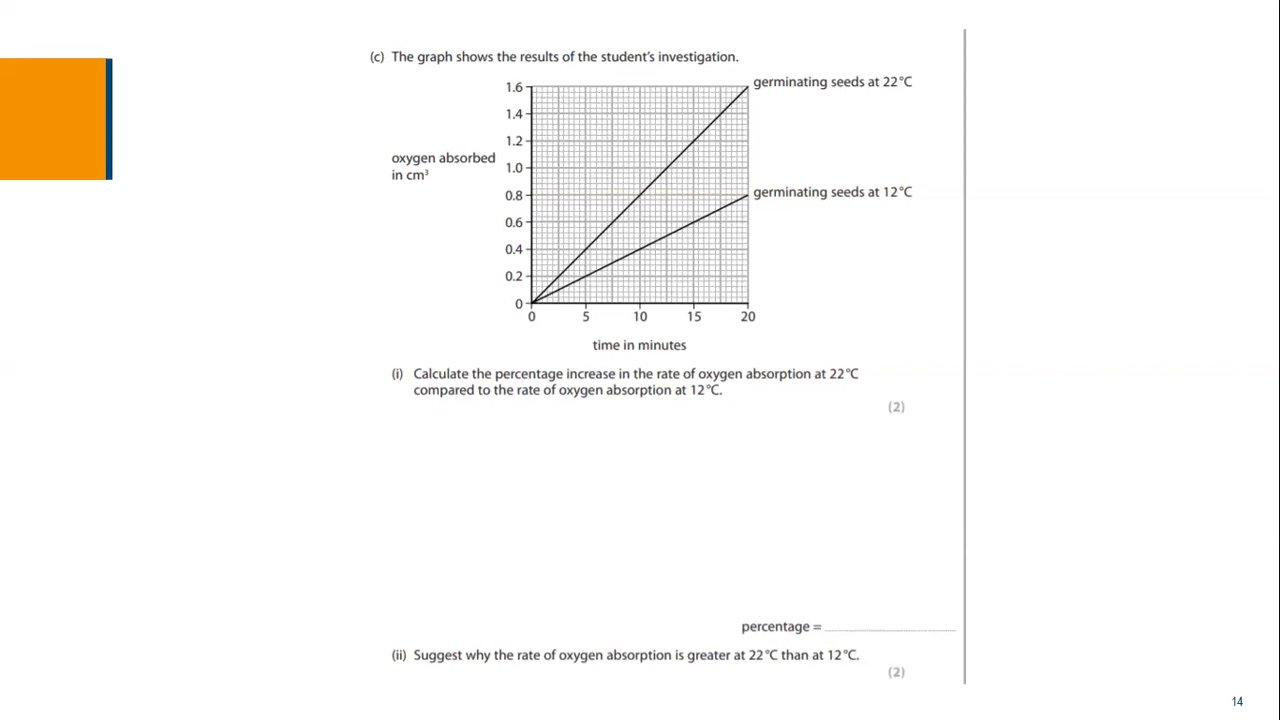 (c) The graph shows the results of the student's investigation.
germinating seeds at 22°C
1.6
1.4
1.2
oxygen absorbed
in cm³
1.0
0.8
germinating seeds at 12°C
0.6
0.4
0.2
0
0 5 10 15 20
time in minutes
(i) Calculate the percentage increase in the rate of oxygen absorption at 22°C
compared to the rate of oxygen absorption at 12°C.
(2)
percentage =
(ii) Suggest why the rate of oxygen absorption is greater at 22°C than at 12°C.
(2)
14